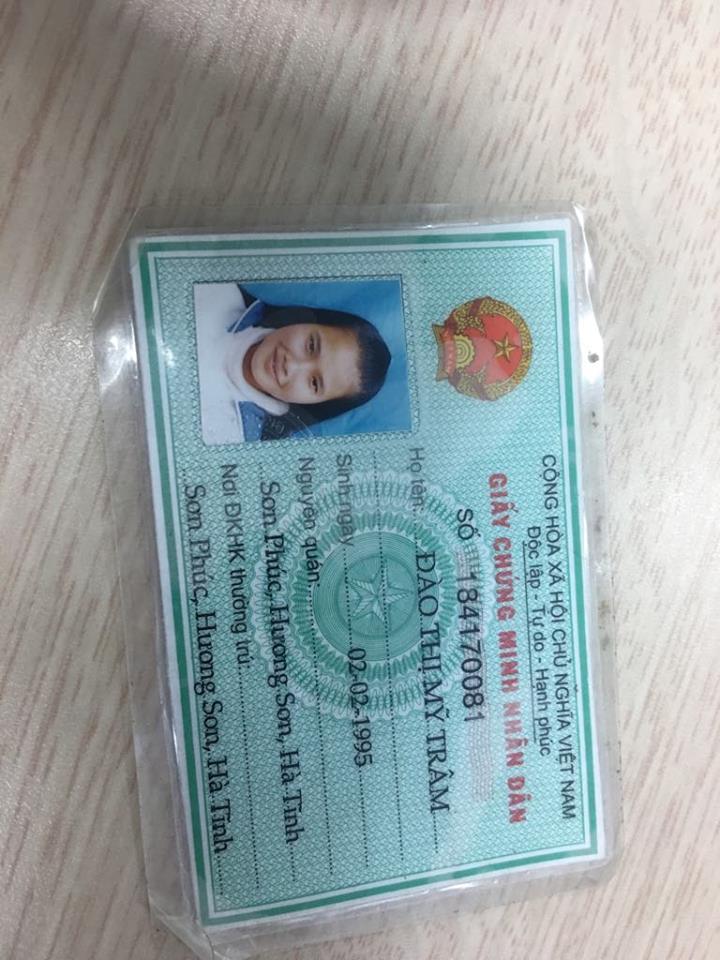 CỘNG HÒA XÃ HỘI CHỦ NGHĨA VIỆT NAM
Độc lập - Tự do - Hạnh phúc
GIẤY CHỨNG MINH NHÂN DÂN
SỐ 184170081
Họ tên: ĐÀO THỊ MỸ TRÂM
Sinh ngày 02-02-1995
Nguyên quán:
Sơn Phúc, Hương Sơn, Hà Tĩnh
Nơi ĐKHK thường trú:
Sơn Phúc, Hương Sơn, Hà Tĩnh